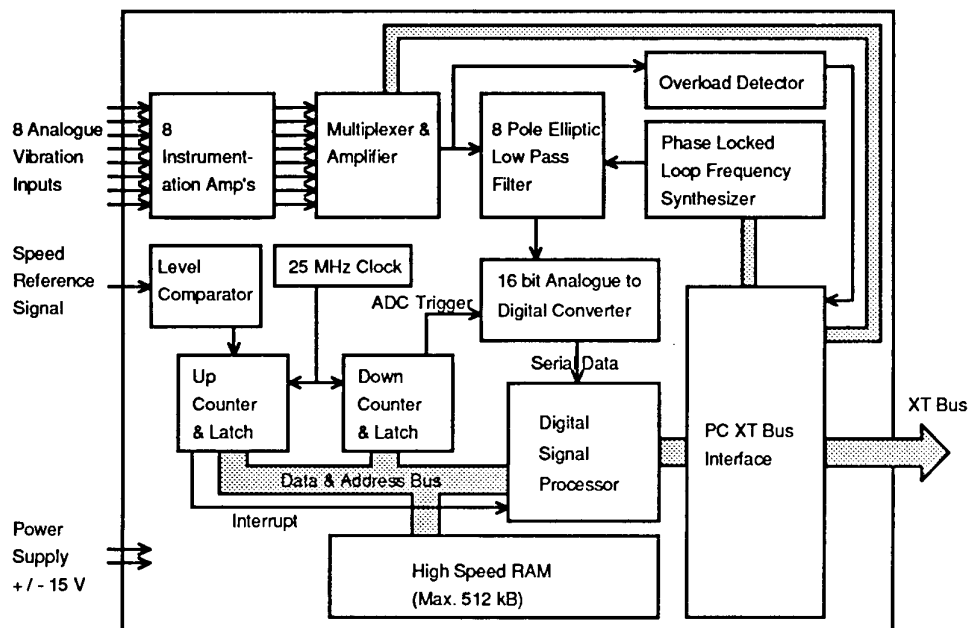 8 Analogue
Vibration
Inputs
8
Instrument-
ation Amp's
Multiplexer &
Amplifier
8 Pole Elliptic
Low Pass
Filter
Overload Detector
Phase Locked
Loop Frequency
Synthesizer
Speed
Reference
Signal
Level
Comparator
25 MHz Clock
ADC Trigger
16 bit Analogue to
Digital Converter
Serial Data
Up
Counter
& Latch
Down
Counter
& Latch
Digital
Signal
Processor
PC XT Bus
Interface
XT Bus
Data & Address Bus
Interrupt
Power
Supply
+ / - 15 V
High Speed RAM
(Max. 512 kB)